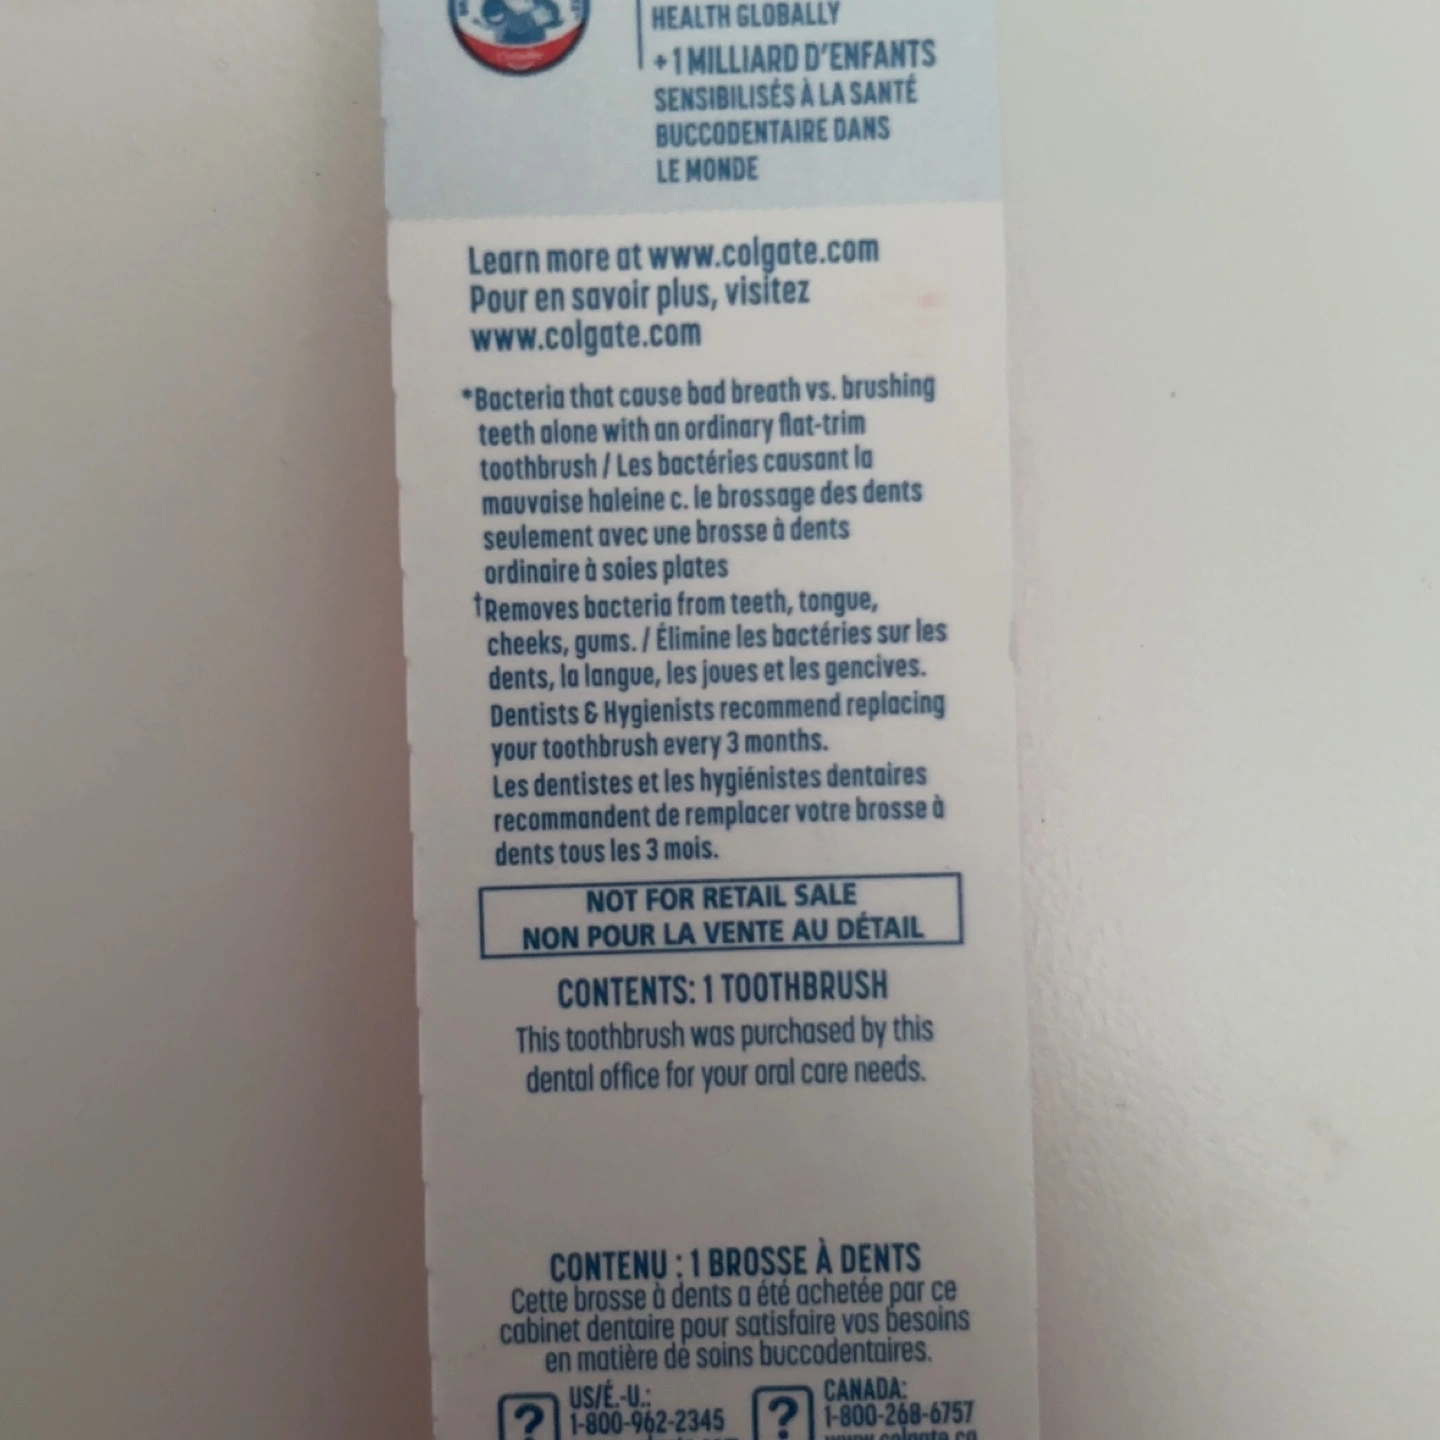 HEALTH GLOBALLY
+1 MILLIARD D'ENFANTS
SENSIBILISÉS À LA SANTÉ
BUCCODENTAIRE DANS
LE MONDE
Learn more at www.colgate.com
Pour en savoir plus, visitez
www.colgate.com
*Bacteria that cause bad breath vs. brushing
teeth alone with an ordinary flat-trim
toothbrush / Les bactéries causant la
mauvaise haleine c. le brossage des dents
seulement avec une brosse à dents
ordinaire à soies plates
†Removes bacteria from teeth, tongue,
cheeks, gums. / Élimine les bactéries sur les
dents, la langue, les joues et les gencives.
Dentists & Hygienists recommend replacing
your toothbrush every 3 months.
Les dentistes et les hygiénistes dentaires
recommandent de remplacer votre brosse à
dents tous les 3 mois.
NOT FOR RETAIL SALE
NON POUR LA VENTE AU DÉTAIL
CONTENTS: 1 TOOTHBRUSH
This toothbrush was purchased by this
dental office for your oral care needs.
CONTENU : 1 BROSSE À DENTS
Cette brosse à dents a été achetée par ce
cabinet dentaire pour satisfaire vos besoins
en matière de soins buccodentaires.
? US/É.-U.:
1-800-962-2345
? CANADA:
1-800-268-6757
www.colgate.ca